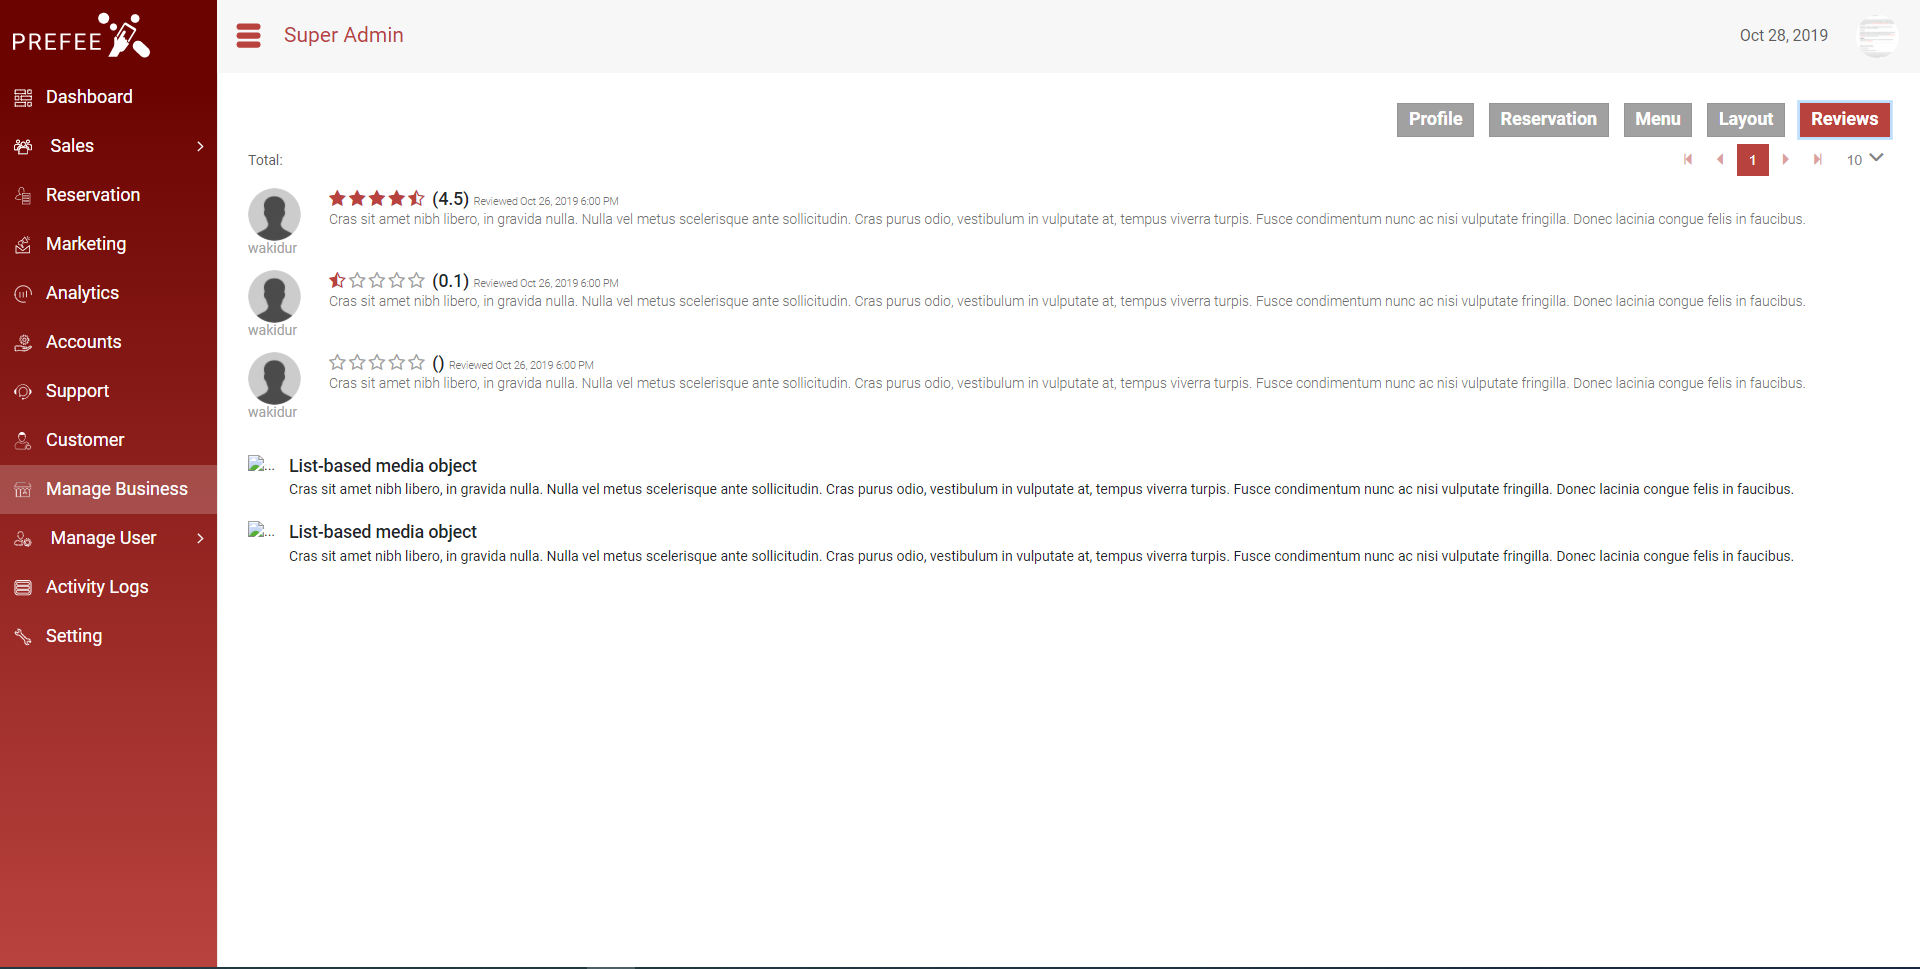 PREFEE
Super Admin
Oct 28, 2019
Dashboard
Sales
Reservation
Marketing
Analytics
Accounts
Support
Customer
Manage Business
Manage User
Activity Logs
Setting
Profile Reservation Menu Layout Reviews
Total:
1 10
(4.5) Reviewed Oct 26, 2019 6:00 PM
Cras sit amet nibh libero, in gravida nulla. Nulla vel metus scelerisque ante sollicitudin. Cras purus odio, vestibulum in vulputate at, tempus viverra turpis. Fusce condimentum nunc ac nisi vulputate fringilla. Donec lacinia congue felis in faucibus.
wakidur
(0.1) Reviewed Oct 26, 2019 6:00 PM
Cras sit amet nibh libero, in gravida nulla. Nulla vel metus scelerisque ante sollicitudin. Cras purus odio, vestibulum in vulputate at, tempus viverra turpis. Fusce condimentum nunc ac nisi vulputate fringilla. Donec lacinia congue felis in faucibus.
wakidur
() Reviewed Oct 26, 2019 6:00 PM
Cras sit amet nibh libero, in gravida nulla. Nulla vel metus scelerisque ante sollicitudin. Cras purus odio, vestibulum in vulputate at, tempus viverra turpis. Fusce condimentum nunc ac nisi vulputate fringilla. Donec lacinia congue felis in faucibus.
wakidur
... List-based media object
Cras sit amet nibh libero, in gravida nulla. Nulla vel metus scelerisque ante sollicitudin. Cras purus odio, vestibulum in vulputate at, tempus viverra turpis. Fusce condimentum nunc ac nisi vulputate fringilla. Donec lacinia congue felis in faucibus.
... List-based media object
Cras sit amet nibh libero, in gravida nulla. Nulla vel metus scelerisque ante sollicitudin. Cras purus odio, vestibulum in vulputate at, tempus viverra turpis. Fusce condimentum nunc ac nisi vulputate fringilla. Donec lacinia congue felis in faucibus.